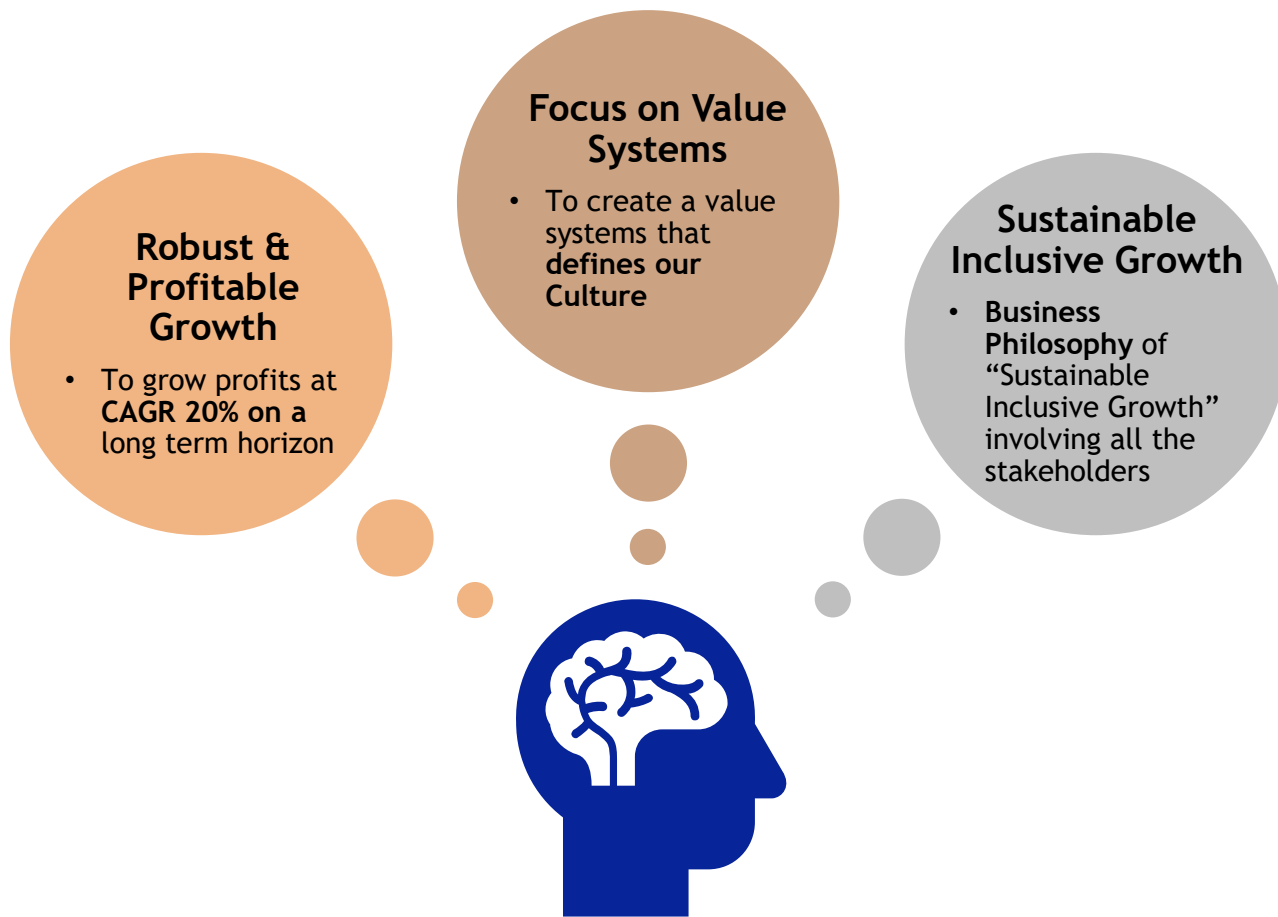 Robust &
Profitable
Growth
• To grow profits at
CAGR 20% on a
long term horizon
Focus on Value
Systems
• To create a value
systems that
defines our
Culture
Sustainable
Inclusive Growth
• Business
Philosophy of
“Sustainable
Inclusive Growth”
involving all the
stakeholders